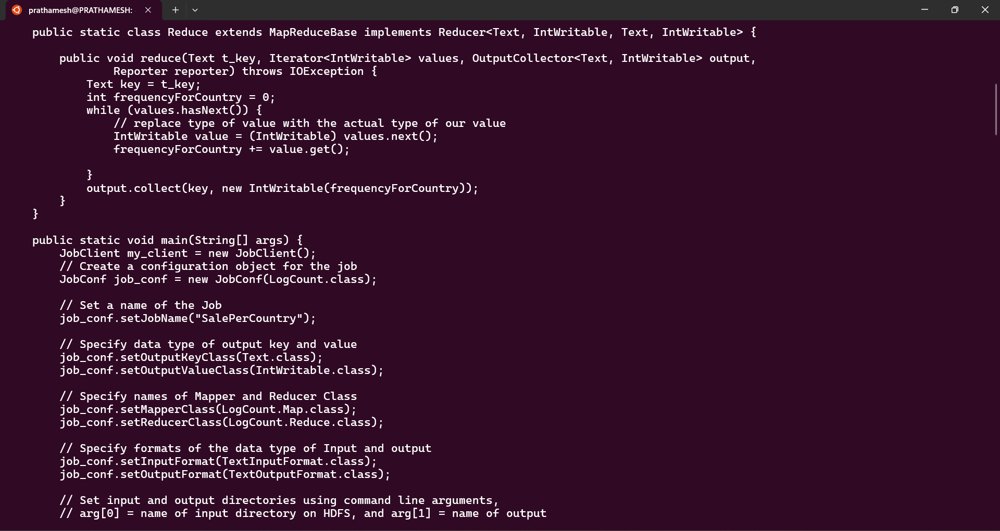 prathamesh@PRATHAMESH:
public static class Reduce extends MapReduceBase implements Reducer<Text, IntWritable, Text, IntWritable> {
public void reduce(Text t_key, Iterator<IntWritable> values, OutputCollector<Text, IntWritable> output,
Reporter reporter) throws IOException {
Text key = t_key;
int frequencyForCountry = 0;
while (values.hasNext()) {
// replace type of value with the actual type of our value
IntWritable value = (IntWritable) values.next();
frequencyForCountry += value.get();
}
output.collect(key, new IntWritable(frequencyForCountry));
}
}
public static void main(String[] args) {
JobClient my_client = new JobClient();
// Create a configuration object for the job
JobConf job_conf = new JobConf(LogCount.class);
// Set a name of the Job
job_conf.setJobName("SalePerCountry");
// Specify data type of output key and value
job_conf.setOutputKeyClass(Text.class);
job_conf.setOutputValueClass(IntWritable.class);
// Specify names of Mapper and Reducer Class
job_conf.setMapperClass(LogCount.Map.class);
job_conf.setReducerClass(LogCount.Reduce.class);
// Specify formats of the data type of Input and output
job_conf.setInputFormat(TextInputFormat.class);
job_conf.setOutputFormat(TextOutputFormat.class);
// Set input and output directories using command line arguments,
// arg[0] = name of input directory on HDFS, and arg[1] = name of output